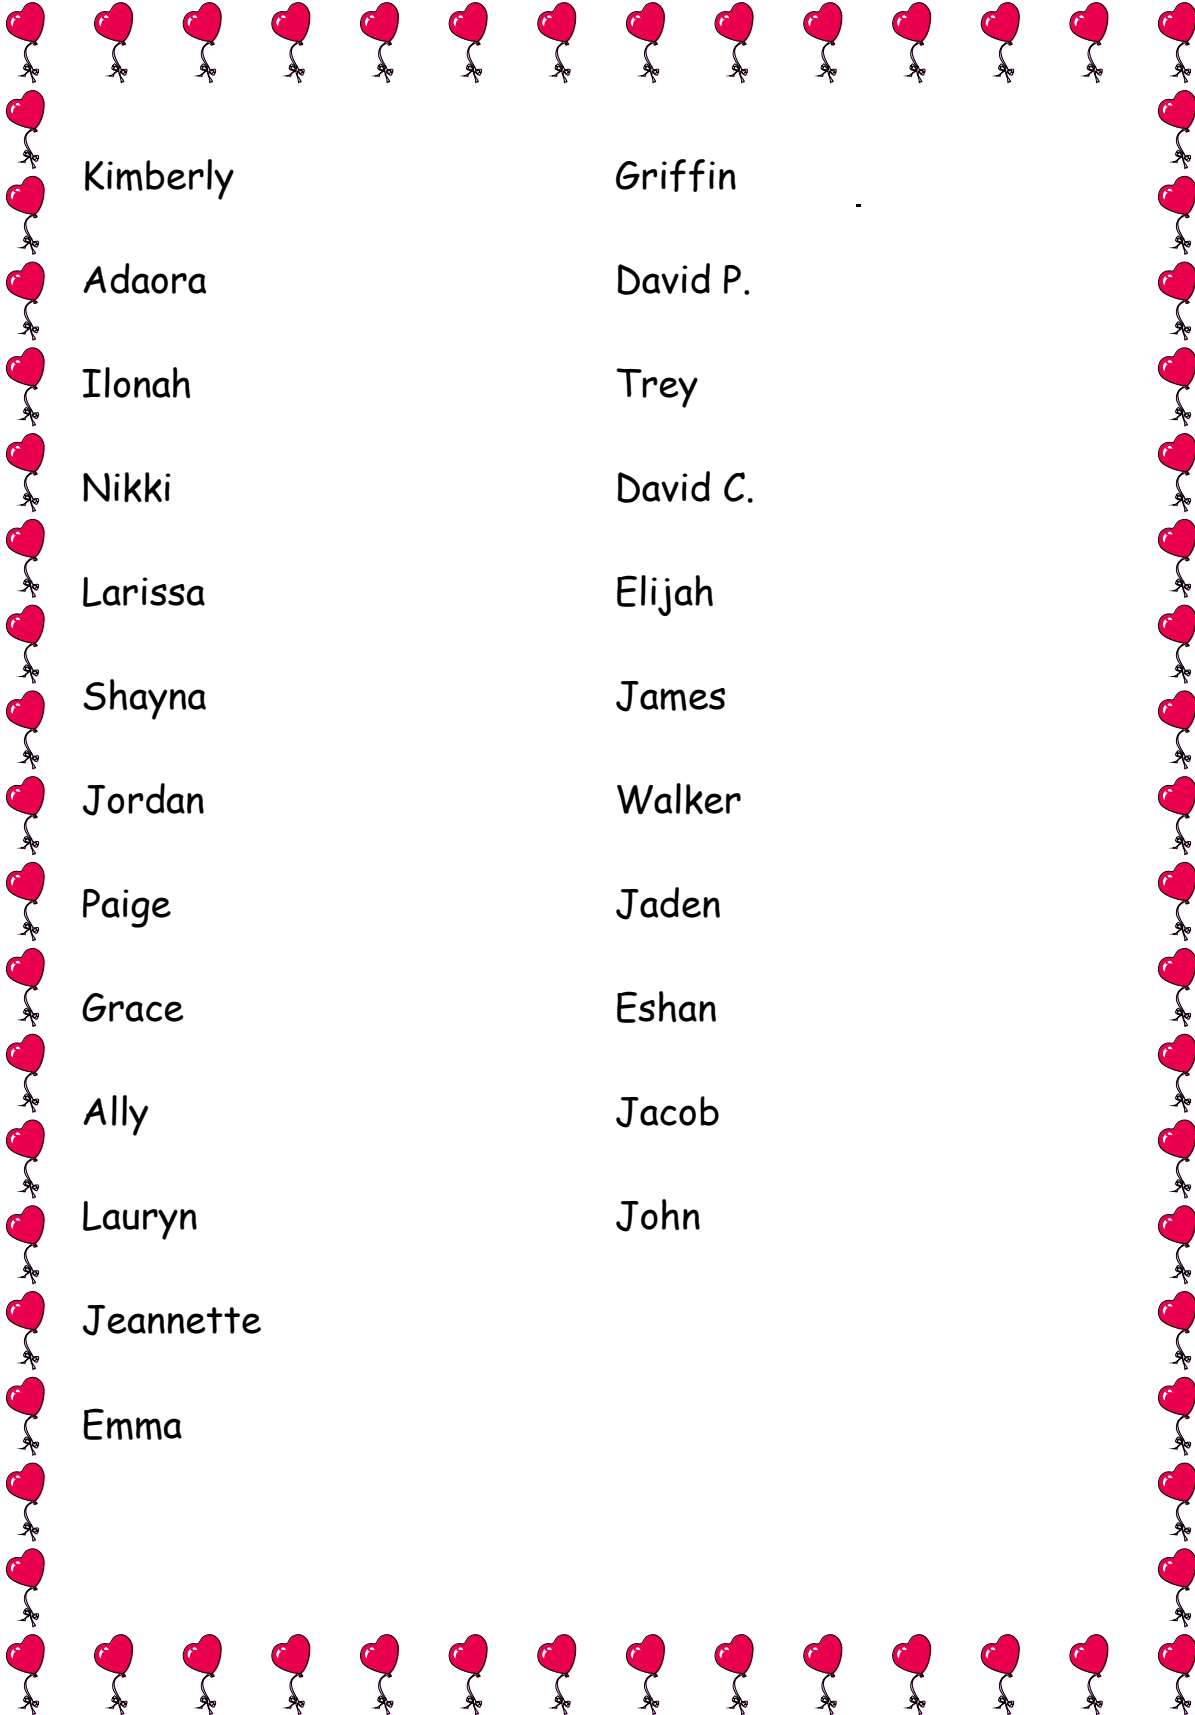 Kimberly
Adaora
Ilonah
Nikki
Larissa
Shayna
Jordan
Paige
Grace
Ally
Lauryn
Jeannette
Emma
Griffin
David P.
Trey
David C.
Elijah
James
Walker
Jaden
Eshan
Jacob
John